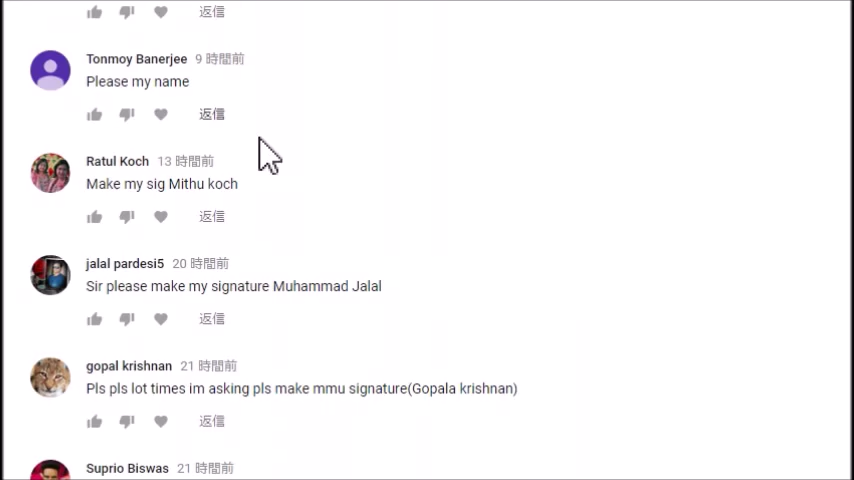 返信
Tonmoy Banerjee 9 時間前
Please my name
返信
Ratul Koch 13 時間前
Make my sig Mithu koch
返信
jalal pardesi5 20 時間前
Sir please make my signature Muhammad Jalal
返信
gopal krishnan 21 時間前
Pls pls lot times im asking pls make mmu signature(Gopala krishnan)
返信
Suprio Biswas 21 時間前